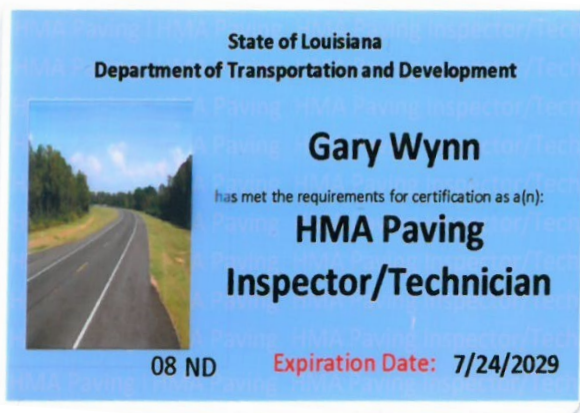 State of Louisiana
Department of Transportation and Development
Gary Wynn
has met the requirements for certification as a(n):
HMA Paving
Inspector/Technician
08 ND
Expiration Date: 7/24/2029